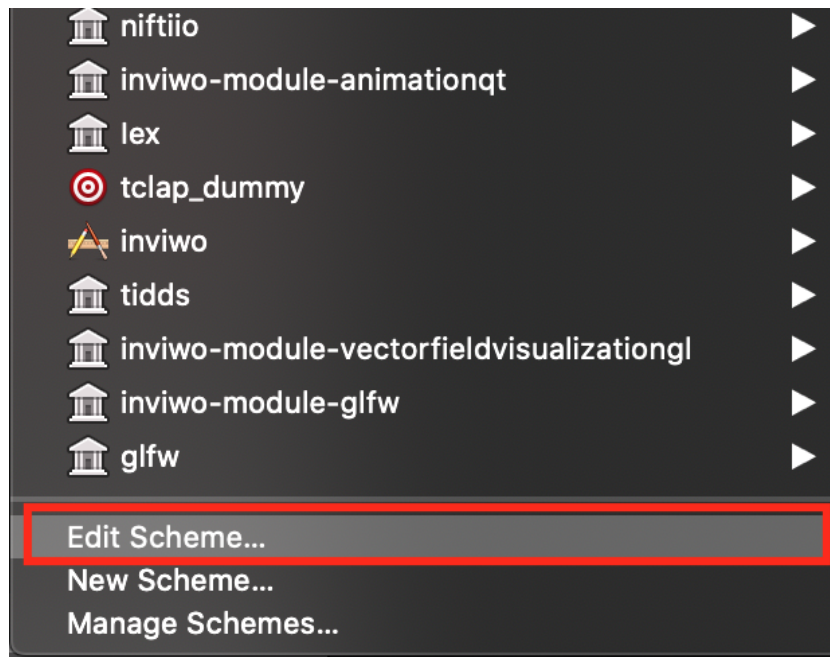 niftiio
inviwo-module-animationqt
lex
tclap_dummy
inviwo
tidds
inviwo-module-vectorfieldvisualizationgl
inviwo-module-glfw
glfw
Edit Scheme...
New Scheme...
Manage Schemes...